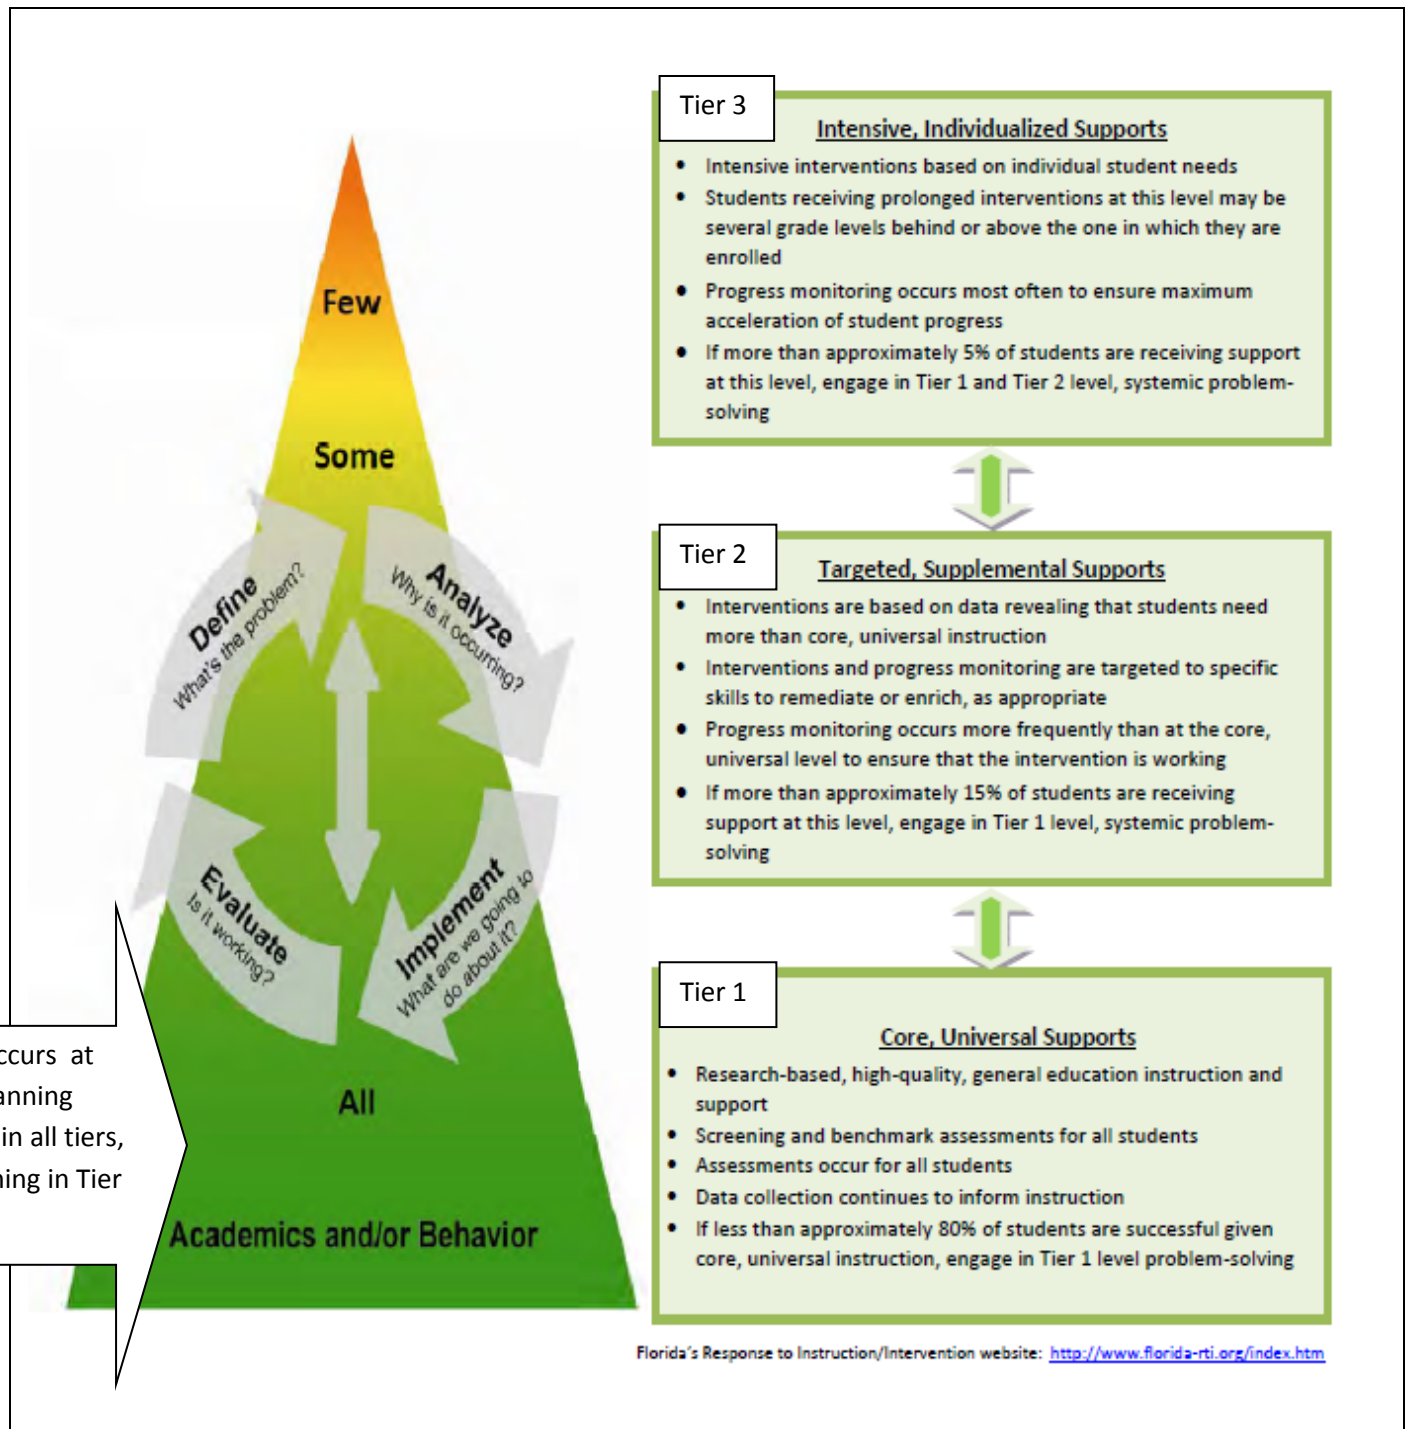 Tier 3
Intensive, Individualized Supports
• Intensive interventions based on individual student needs
• Students receiving prolonged interventions at this level may be
several grade levels behind or above the one in which they are
enrolled
• Progress monitoring occurs most often to ensure maximum
acceleration of student progress
• If more than approximately 5% of students are receiving support
at this level, engage in Tier 1 and Tier 2 level, systemic problem-
solving
Tier 2
Targeted, Supplemental Supports
• Interventions are based on data revealing that students need
more than core, universal instruction
• Interventions and progress monitoring are targeted to specific
skills to remediate or enrich, as appropriate
• Progress monitoring occurs more frequently than at the core,
universal level to ensure that the intervention is working
• If more than approximately 15% of students are receiving
support at this level, engage in Tier 1 level, systemic problem-
solving
Tier 1
Core, Universal Supports
• Research-based, high-quality, general education instruction and
support
• Screening and benchmark assessments for all students
• Assessments occur for all students
• Data collection continues to inform instruction
• If less than approximately 80% of students are successful given
core, universal instruction, engage in Tier 1 level problem-solving
Few
Some
Define
What's the problem?
Analyze
Why is it occurring?
Implement
What are we going to
do about it?
Evaluate
Is it working?
All
Academics and/or Behavior
at
in all tiers,
in Tier
Florida's Response to Instruction/Intervention website: http://www.florida-rti.org/index.htm